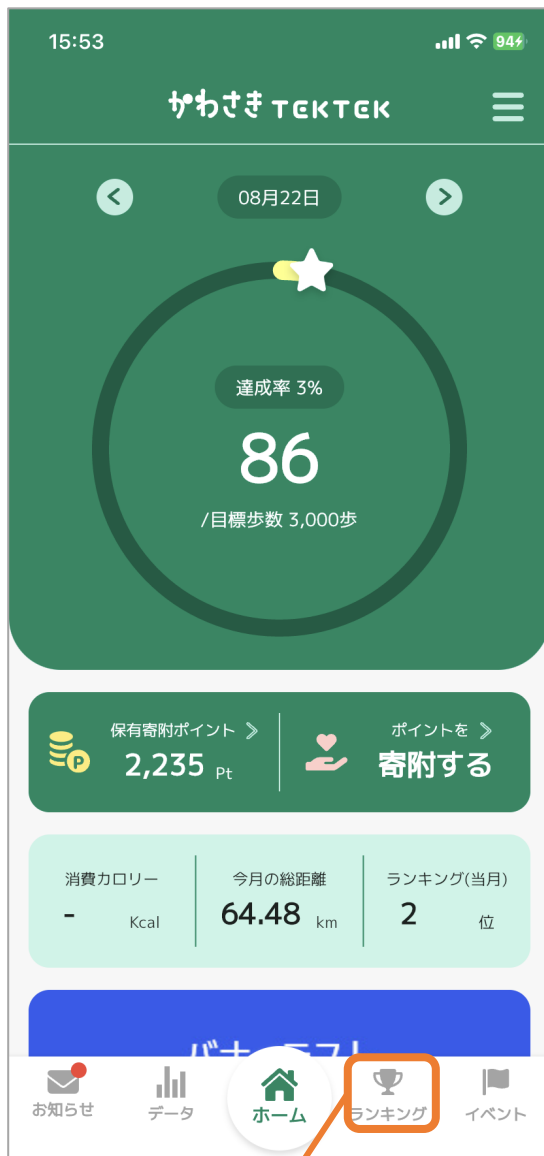 15:53
94
かわさき TEKTEK
08月22日
達成率 3%
86
/目標歩数 3,000歩
保有寄附ポイント
2,235 Pt
ポイントを
寄附する
消費カロリー
- Kcal
今月の総距離
64.48 km
ランキング(当月)
2 位
お知らせ
データ
ホーム
ランキング
イベント